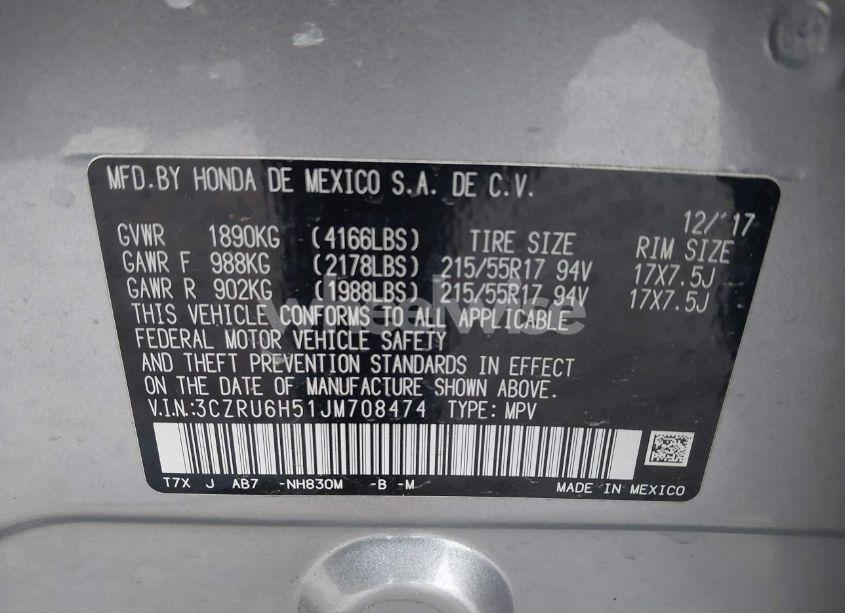 MFD.BY HONDA DE MEXICO S.A. DE C.V.
12/'17
GVWR 1890KG (4166LBS) TIRE SIZE RIM SIZE
GAWR F 988KG (2178LBS) 215/55R17 94V 17X7.5J
GAWR R 902KG (1988LBS) 215/55R17 94V 17X7.5J
THIS VEHICLE CONFORMS TO ALL APPLICABLE
FEDERAL MOTOR VEHICLE SAFETY
AND THEFT PREVENTION STANDARDS IN EFFECT
ON THE DATE OF MANUFACTURE SHOWN ABOVE.
V.I.N.:3CZRU6H51JM708474 TYPE: MPV
T7X J AB7 -NH830M -B -M MADE IN MEXICO
wheelwise